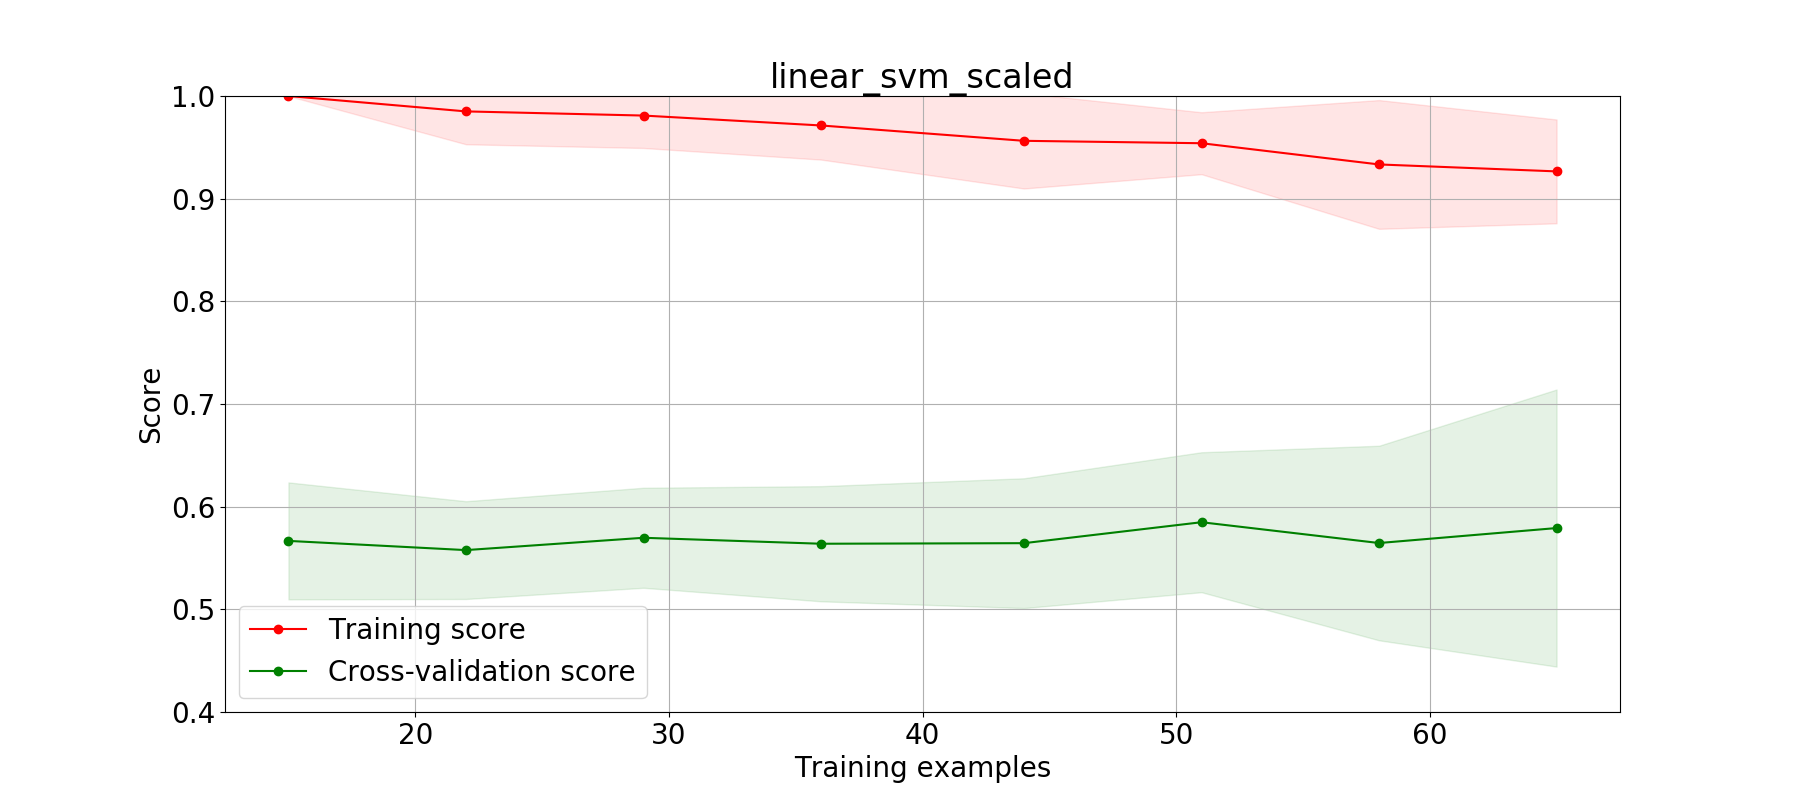 linear_svm_scaled
1.0
0.9
0.8
0.7
0.6
0.5
0.4
Score
Training score
Cross-validation score
20 30 40 50 60
Training examples